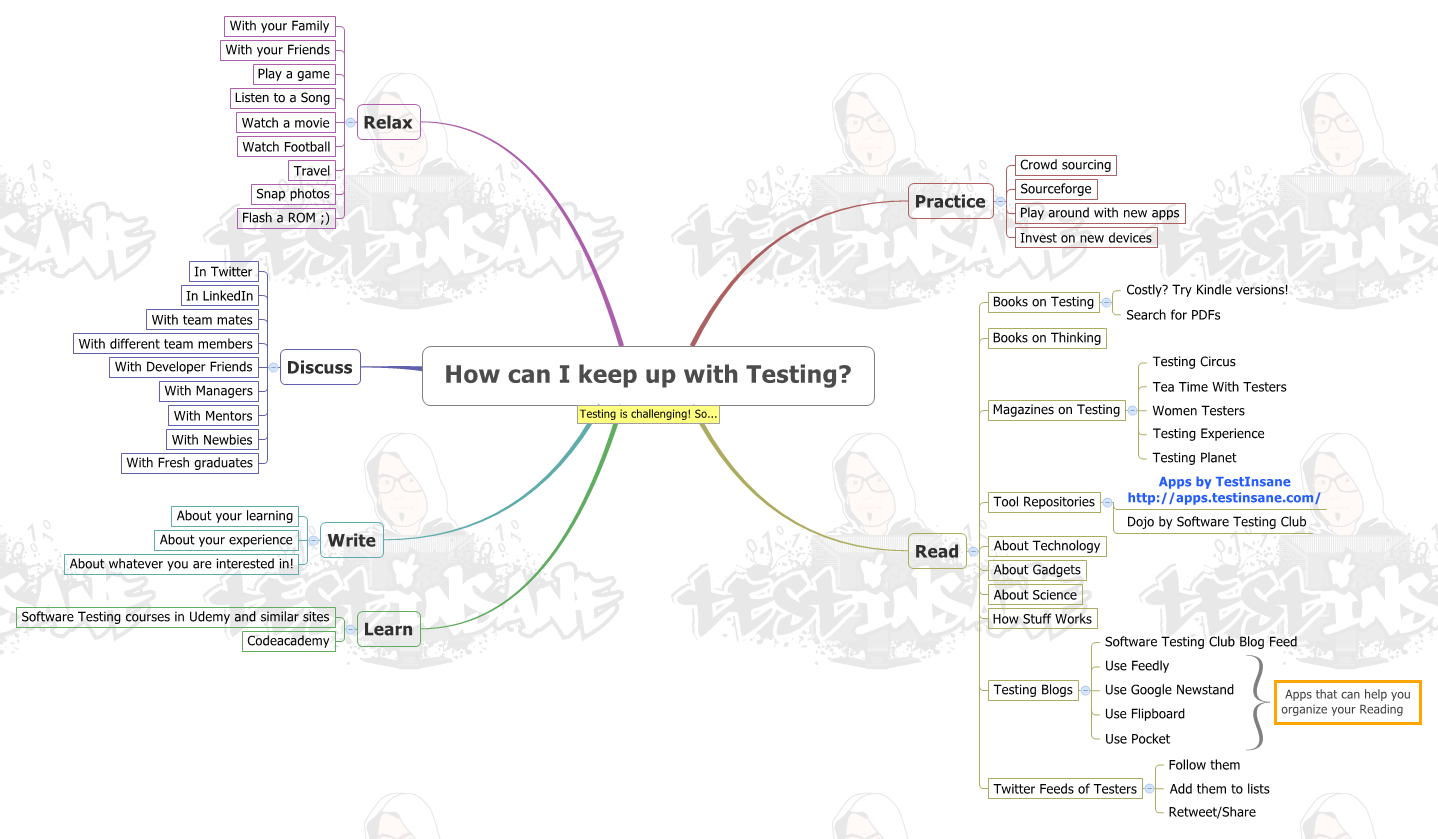 How can I keep up with Testing?
Testing is challenging! So...
Practice
Crowd sourcing
Sourceforge
Play around with new apps
Invest on new devices
Read
Books on Testing
Costly? Try Kindle versions!
Search for PDFs
Books on Thinking
Magazines on Testing
Testing Circus
Tea Time With Testers
Women Testers
Testing Experience
Testing Planet
Tool Repositories
Apps by TestInsane
http://apps.testinsane.com/
Dojo by Software Testing Club
About Technology
About Gadgets
About Science
How Stuff Works
Testing Blogs
Software Testing Club Blog Feed
Use Feedly
Use Google Newstand
Use Flipboard
Use Pocket
Apps that can help you
organize your Reading
Twitter Feeds of Testers
Follow them
Add them to lists
Retweet/Share
Learn
Software Testing courses in Udemy and similar sites
Codeacademy
Write
About your learning
About your experience
About whatever you are interested in!
Discuss
In Twitter
In LinkedIn
With team mates
With different team members
With Developer Friends
With Managers
With Mentors
With Newbies
With Fresh graduates
Relax
With your Family
With your Friends
Play a game
Listen to a Song
Watch a movie
Watch Football
Travel
Snap photos
Flash a ROM ;)
TESTINSANE